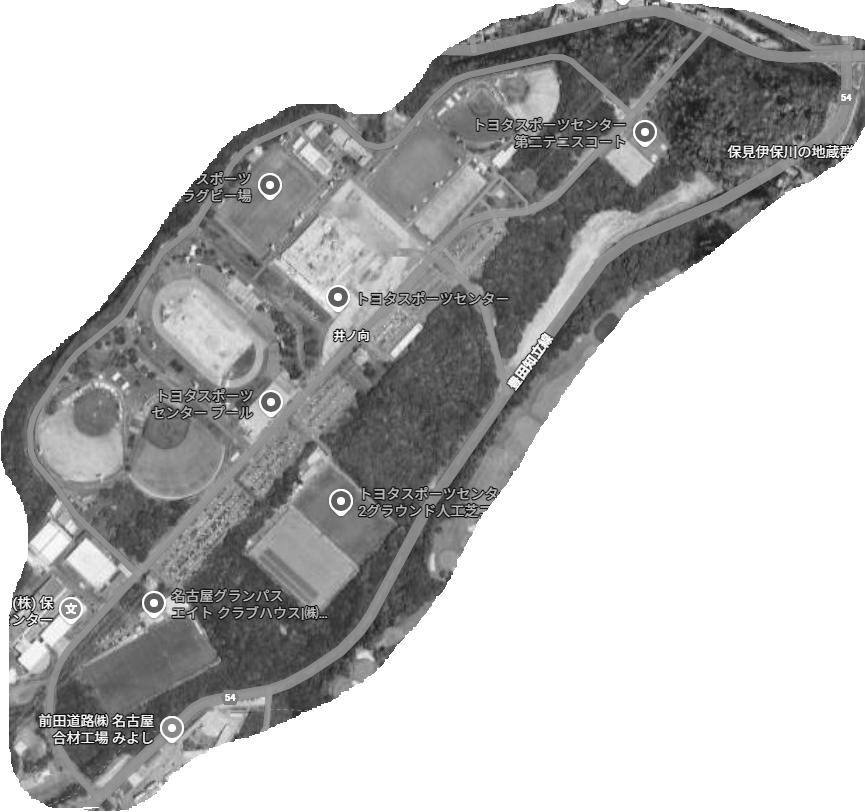 54
トヨタスポーツセンター
第二テニスコート
保見伊保川の地蔵群
スポーツ
ラグビー場
トヨタスポーツセンター
井ノ向
豊田知立線
トヨタスポーツ
センター プール
トヨタスポーツセンタ
2グラウンド人工芝
(株) 保
ンター
名古屋グランパス
エイト クラブハウス|㈱...
54
前田道路㈱ 名古屋
合材工場 みよし